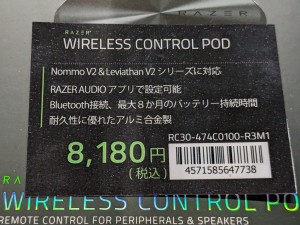 RAZER
RAZER
WIRELESS CONTROL POD
Nommo V2 & Leviathan V2 シリーズに対応
RAZER AUDIO アプリで設定可能
Bluetooth接続、最大8か月のバッテリー持続時間
耐久性に優れたアルミ合金製
RC30-474C0100-R3M1
8,180円
(税込)
4571585647738
RA
WIRELESS CONTROL PO
REMOTE CONTROL FOR PERIPHERALS & SPEAKERS